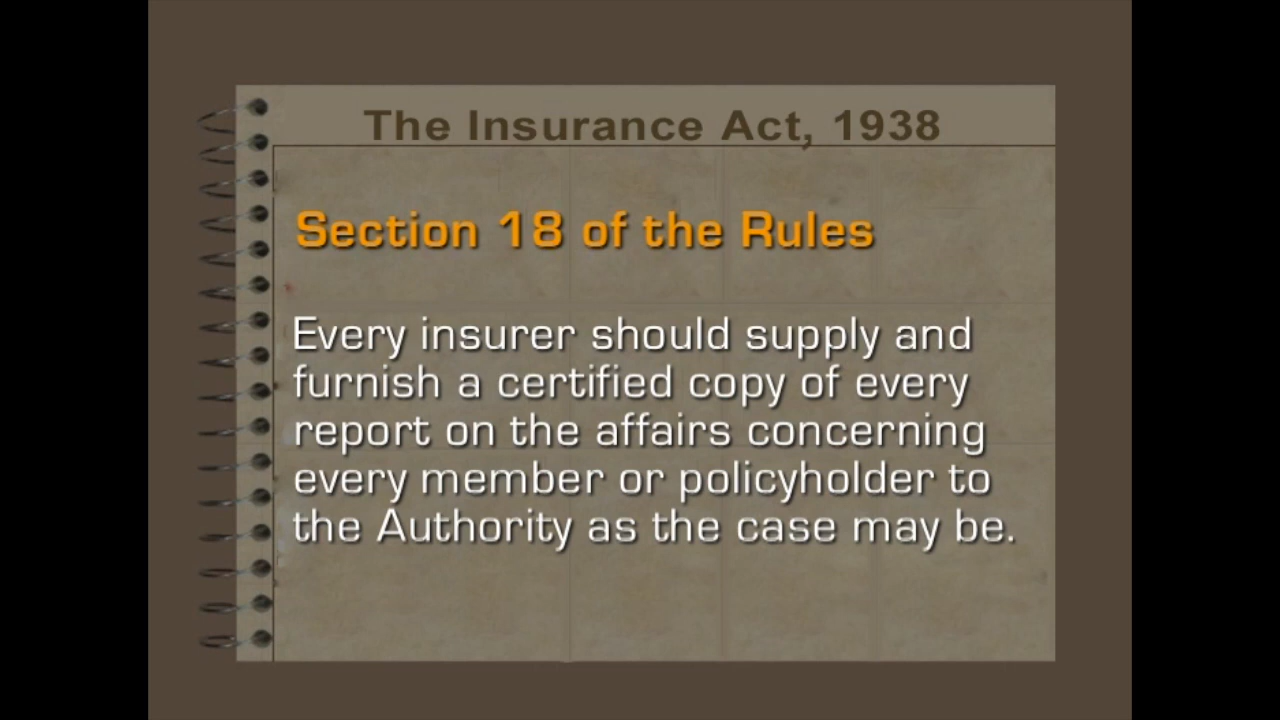 The Insurance Act, 1938
Section 18 of the Rules
Every insurer should supply and
furnish a certified copy of every
report on the affairs concerning
every member or policyholder to
the Authority as the case may be.